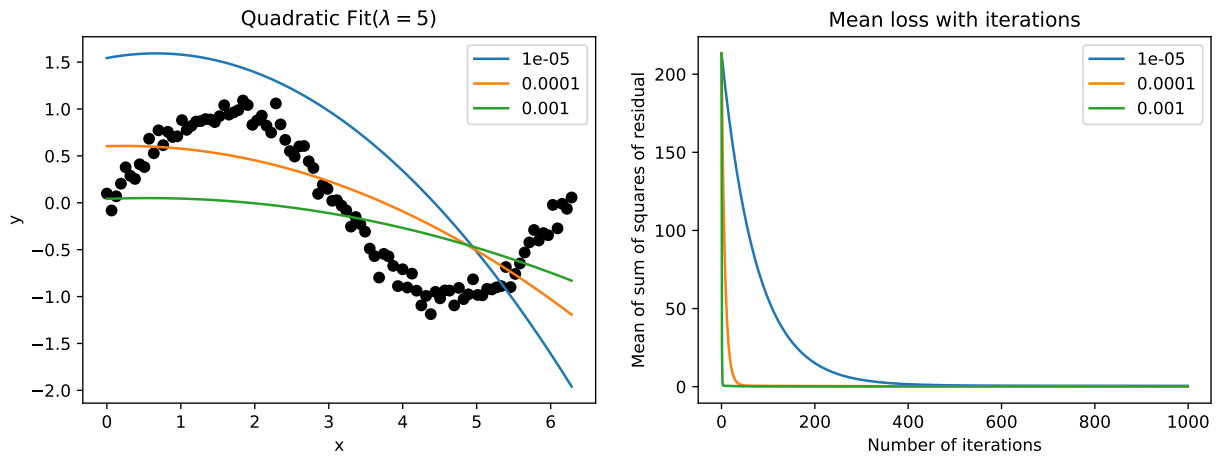 Quadratic Fit(λ = 5)
1.5
1.0
0.5
0.0
−0.5
−1.0
−1.5
−2.0
y
0 1 2 3 4 5 6
x
1e-05
0.0001
0.001
Mean loss with iterations
200
150
100
50
0
Mean of sum of squares of residual
0 200 400 600 800 1000
Number of iterations
1e-05
0.0001
0.001